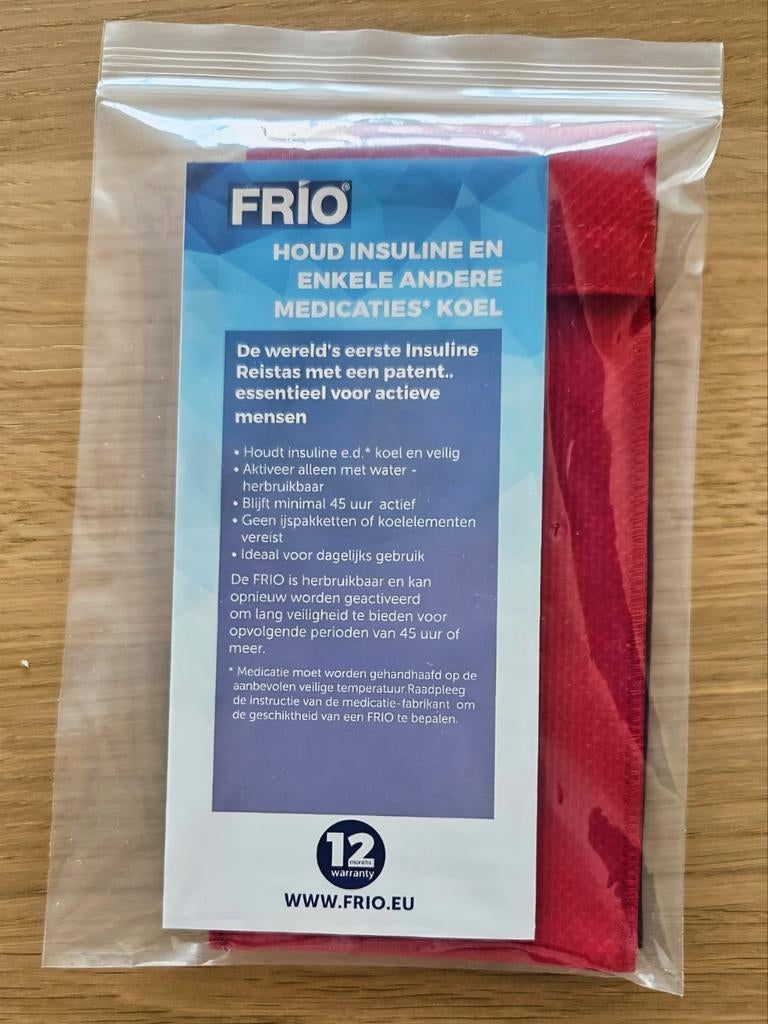 FRÍO®
HOUD INSULINE EN
ENKELE ANDERE
MEDICATIES* KOEL
De wereld's eerste Insuline
Reistas met een patent..
essentieel voor actieve
mensen
• Houdt insuline e.d.* koel en veilig
• Aktiveer alleen met water -
herbruikbaar
• Blijft minimal 45 uur actief
• Geen ijspakketten of koelelementen
vereist
• Ideaal voor dagelijks gebruik
De FRIO is herbruikbaar en kan
opnieuw worden geactiveerd
om lang veiligheid te bieden voor
opvolgende perioden van 45 uur of
meer.
* Medicatie moet worden gehandhaafd op de
aanbevolen veilige temperatuur.Raadpleeg
de instructie van de medicatie-fabrikant om
de geschiktheid van een FRIO te bepalen.
12
months
warranty
WWW.FRIO.EU